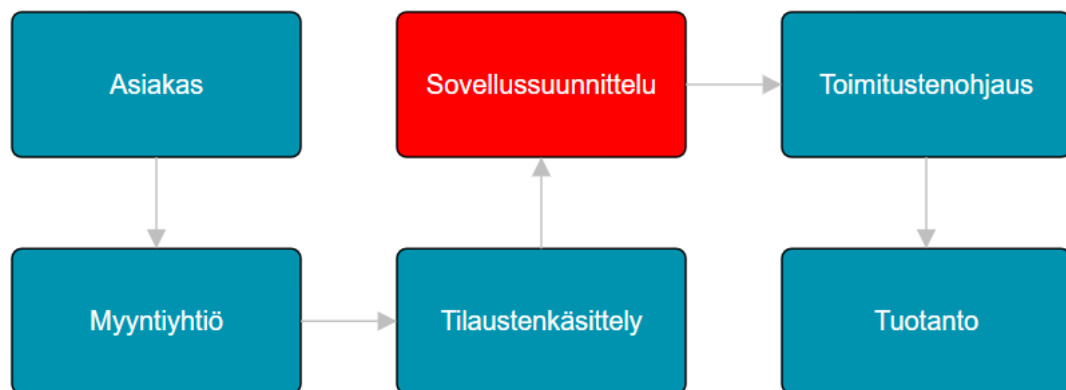 Asiakas
Sovellussuunnittelu
Toimitustenohjaus
Myyntiyhtiö
Tilaustenkäsittely
Tuotanto